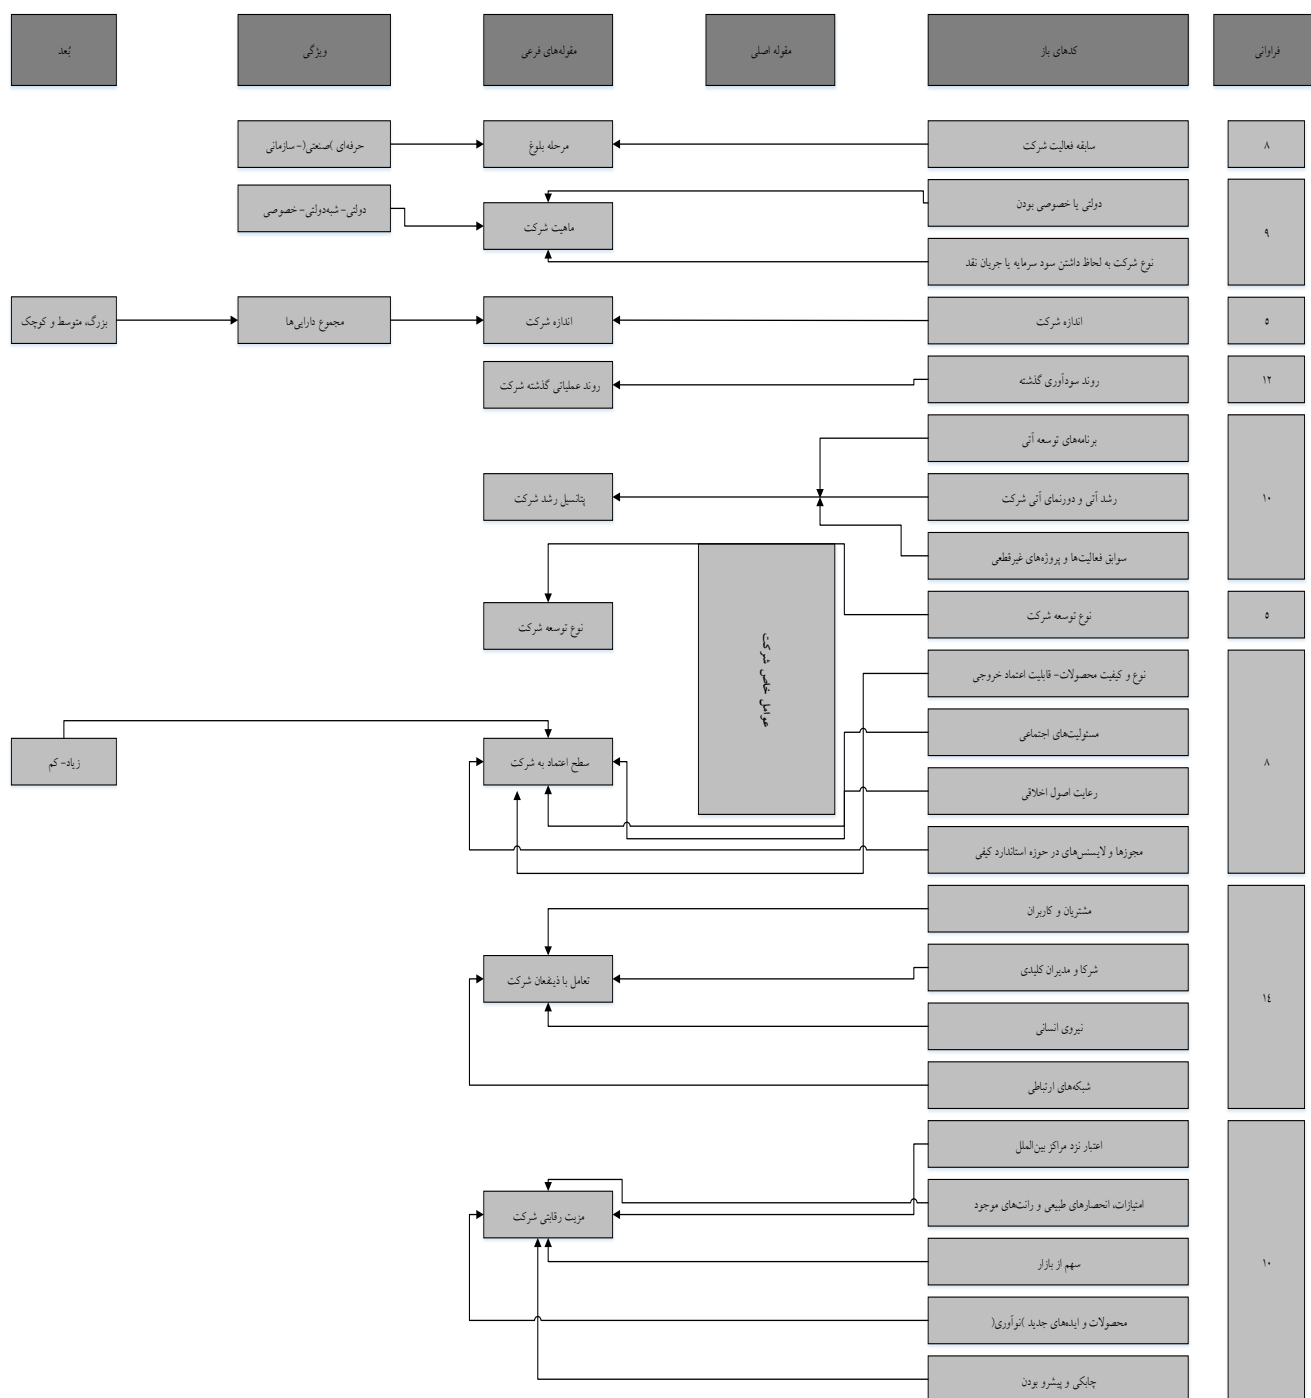 فراوانی
کدهای باز
مقوله اصلی
مقوله‌های فرعی
ویژگی
بُعد
۸
سابقه فعالیت شرکت
مرحله بلوغ
حرفه‌ای )صنعتی(- سازمانی
۹
دولتی یا خصوصی بودن
ماهیت شرکت
دولتی- شبه‌دولتی- خصوصی
نوع شرکت به لحاظ داشتن سود سرمایه یا جریان نقد
۵
اندازه شرکت
اندازه شرکت
مجموع دارایی‌ها
بزرگ، متوسط و کوچک
۱۲
روند سودآوری گذشته
روند عملیاتی گذشته شرکت
۱۰
برنامه‌های توسعه آتی
رشد آتی و دورنمای آتی شرکت
پتانسیل رشد شرکت
سوابق فعالیت‌ها و پروژه‌های غیرقطعی
۵
نوع توسعه شرکت
نوع توسعه شرکت
عوامل خاص شرکت
۸
نوع و کیفیت محصولات- قابلیت اعتماد خروجی
مسئولیت‌های اجتماعی
سطح اعتماد به شرکت
زیاد- کم
رعایت اصول اخلاقی
مجوزها و لایسنس‌های در حوزه استاندارد کیفی
۱٤
مشتریان و کاربران
شرکا و مدیران کلیدی
تعامل با ذینفعان شرکت
نیروی انسانی
شبکه‌های ارتباطی
۱۰
اعتبار نزد مراکز بین‌الملل
امتیازات، انحصارهای طبیعی و رانت‌های موجود
مزیت رقابتی شرکت
سهم از بازار
محصولات و ایده‌های جدید )نوآوری(
چابکی و پیشرو بودن